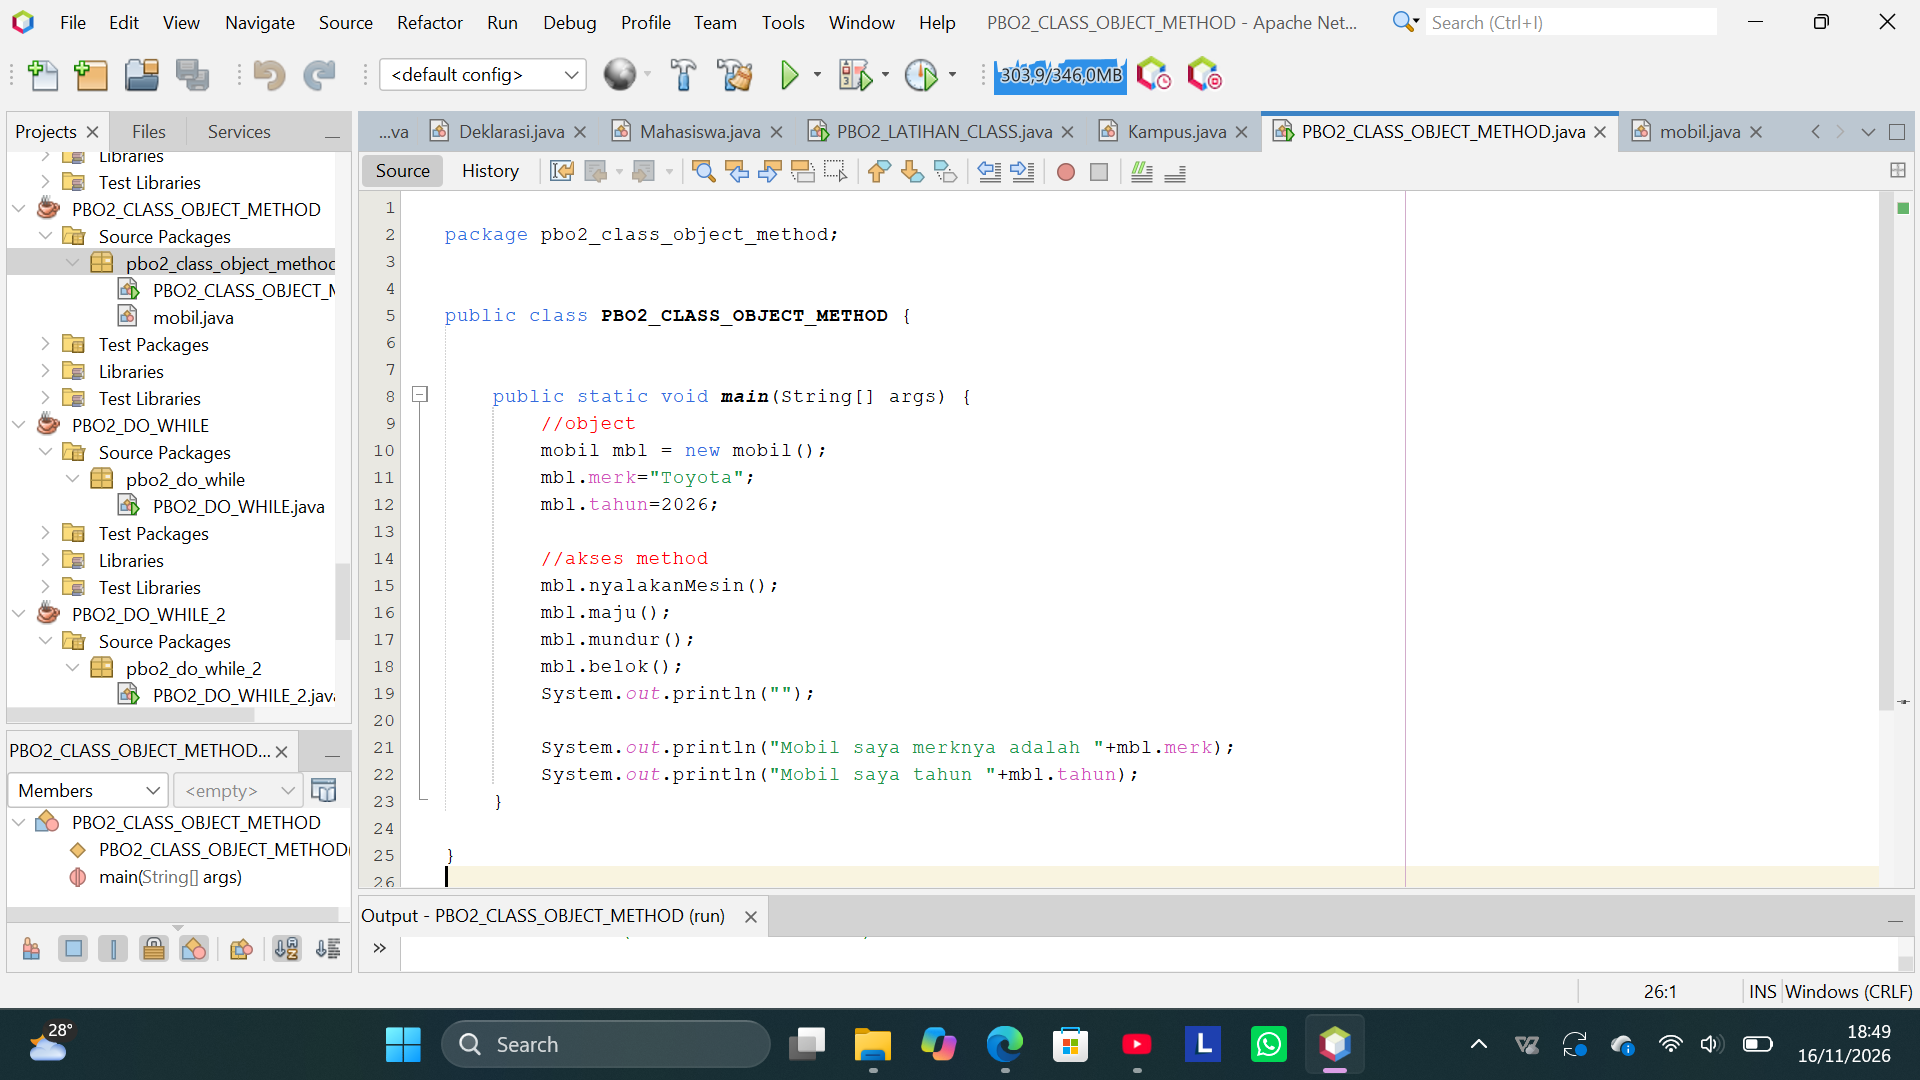 File Edit View Navigate Source Refactor Run Debug Profile Team Tools Window Help PBO2_CLASS_OBJECT_METHOD - Apache Net... Search (Ctrl+I)
<default config> 303,9/346,0MB
Projects Files Services
...va Deklarasi.java Mahasiswa.java PBO2_LATIHAN_CLASS.java Kampus.java PBO2_CLASS_OBJECT_METHOD.java mobil.java
Source History
Libraries
Test Libraries
PBO2_CLASS_OBJECT_METHOD
Source Packages
pbo2_class_object_method
PBO2_CLASS_OBJECT_M
mobil.java
Test Packages
Libraries
Test Libraries
PBO2_DO_WHILE
Source Packages
pbo2_do_while
PBO2_DO_WHILE.java
Test Packages
Libraries
Test Libraries
PBO2_DO_WHILE_2
Source Packages
pbo2_do_while_2
PBO2_DO_WHILE_2.java
1
2 package pbo2_class_object_method;
3
4
5 public class PBO2_CLASS_OBJECT_METHOD {
6
7
8 public static void main(String[] args) {
9 //object
10 mobil mbl = new mobil();
11 mbl.merk="Toyota";
12 mbl.tahun=2026;
13
14 //akses method
15 mbl.nyalakanMesin();
16 mbl.maju();
17 mbl.mundur();
18 mbl.belok();
19 System.out.println("");
20
21 System.out.println("Mobil saya merknya adalah "+mbl.merk);
22 System.out.println("Mobil saya tahun "+mbl.tahun);
23 }
24
25 }
26
PBO2_CLASS_OBJECT_METHOD...
Members <empty>
PBO2_CLASS_OBJECT_METHOD
PBO2_CLASS_OBJECT_METHOD(
main(String[] args)
Output - PBO2_CLASS_OBJECT_METHOD (run)
26:1 INS Windows (CRLF)
28°
Search
L
18:49
16/11/2026